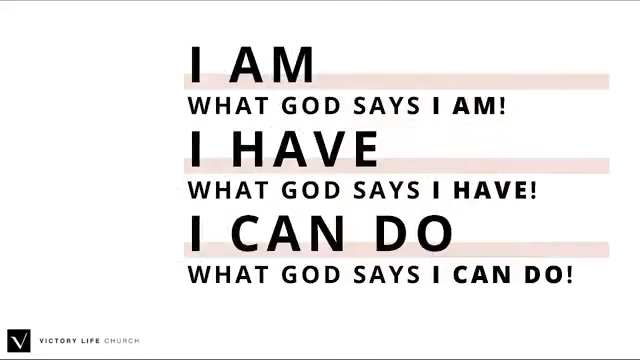 I AM
WHAT GOD SAYS I AM!
I HAVE
WHAT GOD SAYS I HAVE!
I CAN DO
WHAT GOD SAYS I CAN DO!
V VICTORY LIFE CHURCH